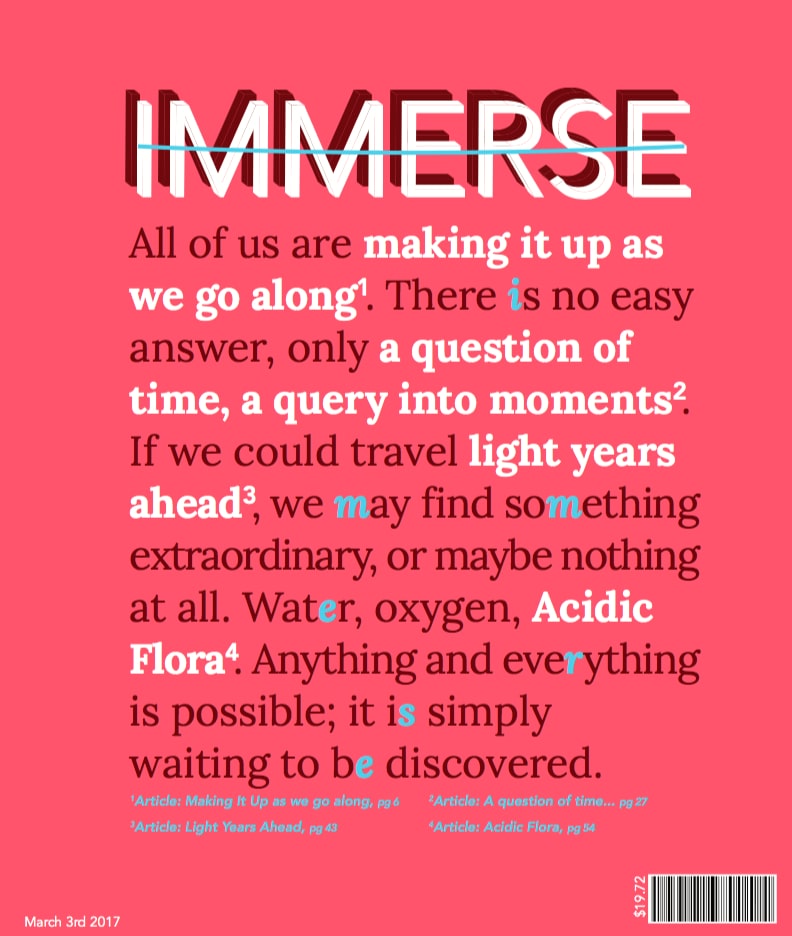 IMMERSE
All of us are making it up as
we go along¹. There is no easy
answer, only a question of
time, a query into moments².
If we could travel light years
ahead³, we may find something
extraordinary, or maybe nothing
at all. Water, oxygen, Acidic
Flora⁴. Anything and everything
is possible; it is simply
waiting to be discovered.
¹Article: Making It Up as we go along, pg 6 ²Article: A question of time... pg 27
³Article: Light Years Ahead, pg 43 ⁴Article: Acidic Flora, pg 54
$19.72
March 3rd 2017